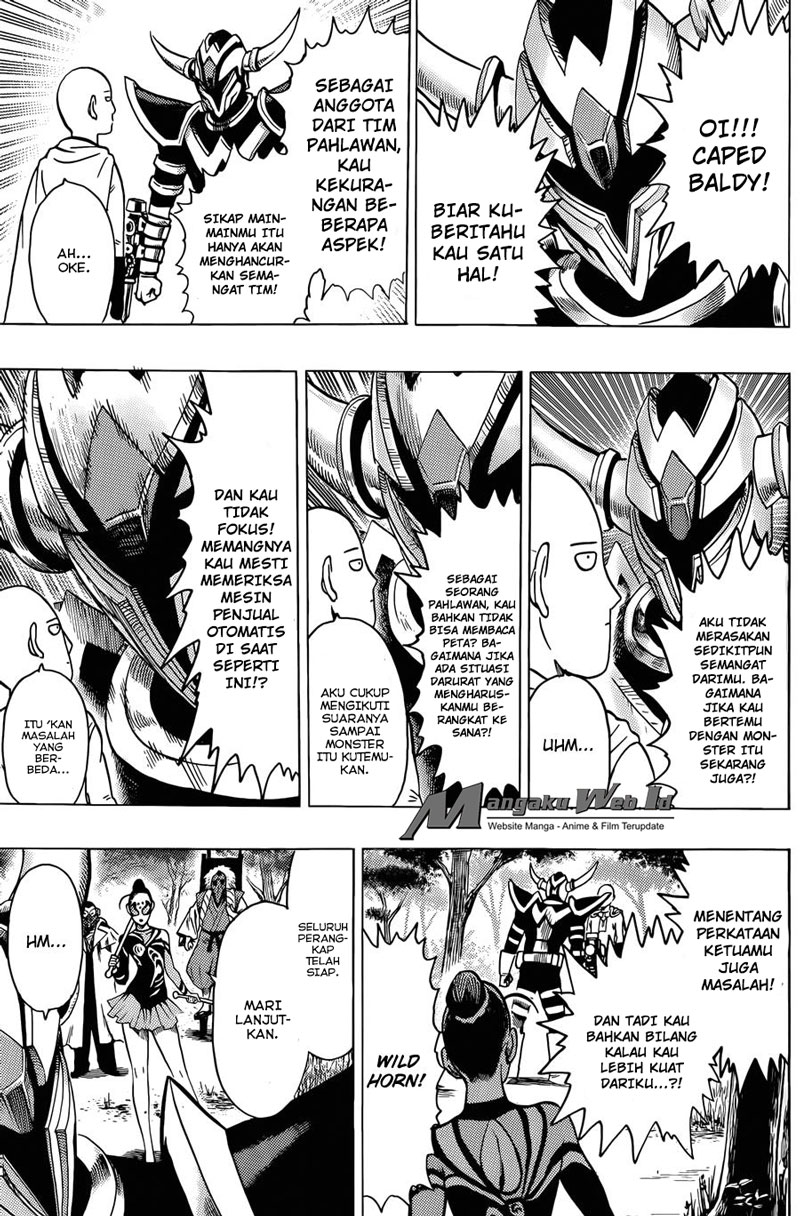 OI!!!
CAPED
BALDY!
BIAR KU-
BERITAHU
KAU SATU
HAL!
SEBAGAI
ANGGOTA
DARI TIM
PAHLAWAN,
KAU
KEKURA-
NGAN BE-
BERAPA
ASPEK!
SIKAP MAIN-
MAINMU ITU
HANYA AKAN
MENGHANCUR-
KAN SEMA-
NGAT TIM!
AH...
OKE.
AKU TIDAK
MERASAKAN
SEDIKITPUN
SEMANGAT
DARIMU. BA-
GAIMANA
JIKA KAU
BERTEMU
DENGAN MON-
STER ITU
SEKARANG
JUGA?!
UHM...
SEBAGAI
SEORANG
PAHLAWAN, KAU
BAHKAN TIDAK
BISA MEMBACA
PETA? BA-
GAIMANA JIKA
ADA SITUASI
DARURAT YANG
MENGHARUS-
KANMU BE-
RANGKAT KE
SANA?!
AKU CUKUP
MENGIKUTI
SUARANYA
SAMPAI
MONSTER
ITU KUTEMU-
KAN.
DAN KAU
TIDAK
FOKUS!
MEMANGNYA
KAU MESTI
MEMERIKSA
MESIN
PENJUAL
OTOMATIS
DI SAAT
SEPERTI
INI!?
ITU 'KAN
MASALAH
YANG
BER-
BEDA...
Mangaku Web.Id
Website Manga - Anime & Film Terupdate
MENENTANG
PERKATAAN
KETUAMU
JUGA
MASALAH!
DAN TADI KAU
BAHKAN BILANG
KALAU KAU
LEBIH KUAT
DARIKU...?!
WILD
HORN!
SELURUH
PERANG-
KAP
TELAH
SIAP.
MARI
LANJUT-
KAN.
HM...